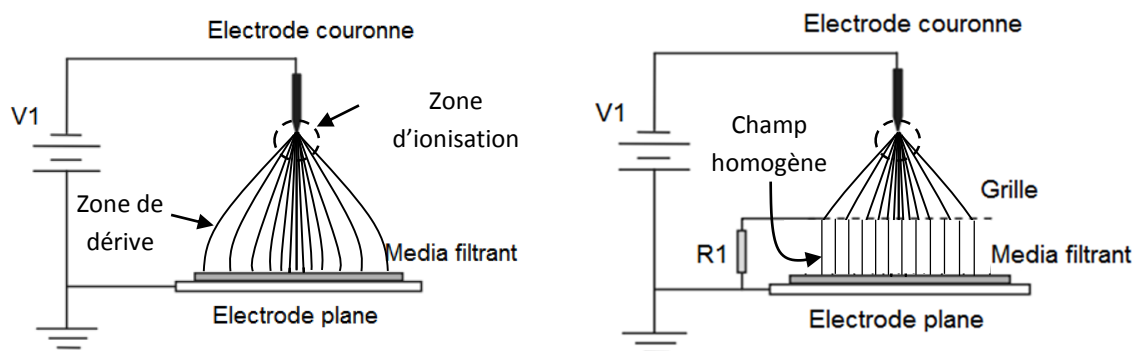 Electrode couronne
V1
Zone
d’ionisation
Zone de
dérive
Media filtrant
Electrode plane
Electrode couronne
V1
Champ
homogène
Grille
R1
Media filtrant
Electrode plane